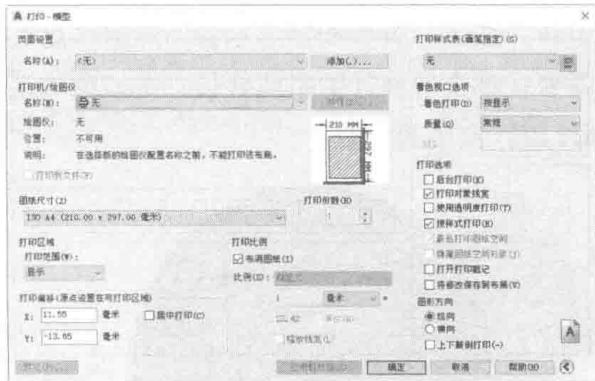 打印 - 模型
页面设置
名称(A): <无> 添加(.)...
打印机/绘图仪
名称(M): 无
绘图仪: 无
位置: 不可用
说明: 在选择新的绘图仪配置名称之前,不能打印该布局。
打印到文件(F)
210 MM
297 MM
图纸尺寸(Z)
ISO A4 (210.00 x 297.00 毫米)
打印份数(B)
1
打印区域
打印范围(W):
显示
打印比例
布满图纸(I)
比例(S): 自定义
1 毫米 =
单位(N)
缩放线宽(L)
打印偏移(原点设置在可打印区域)
X: 11.55 毫米 居中打印(C)
Y: -13.65 毫米
打印样式表(画笔指定)(G)
无
着色视口选项
着色打印(D) 按显示
质量(Q) 常规
DPI
打印选项
后台打印(K)
打印对象线宽
使用透明度打印(T)
按样式打印(E)
最后打印图纸空间
隐藏图纸空间对象(J)
打开打印戳记
将修改保存到布局(V)
图形方向
纵向
横向
上下颠倒打印(-)
A
预览(P)... 确定 取消 帮助(H)